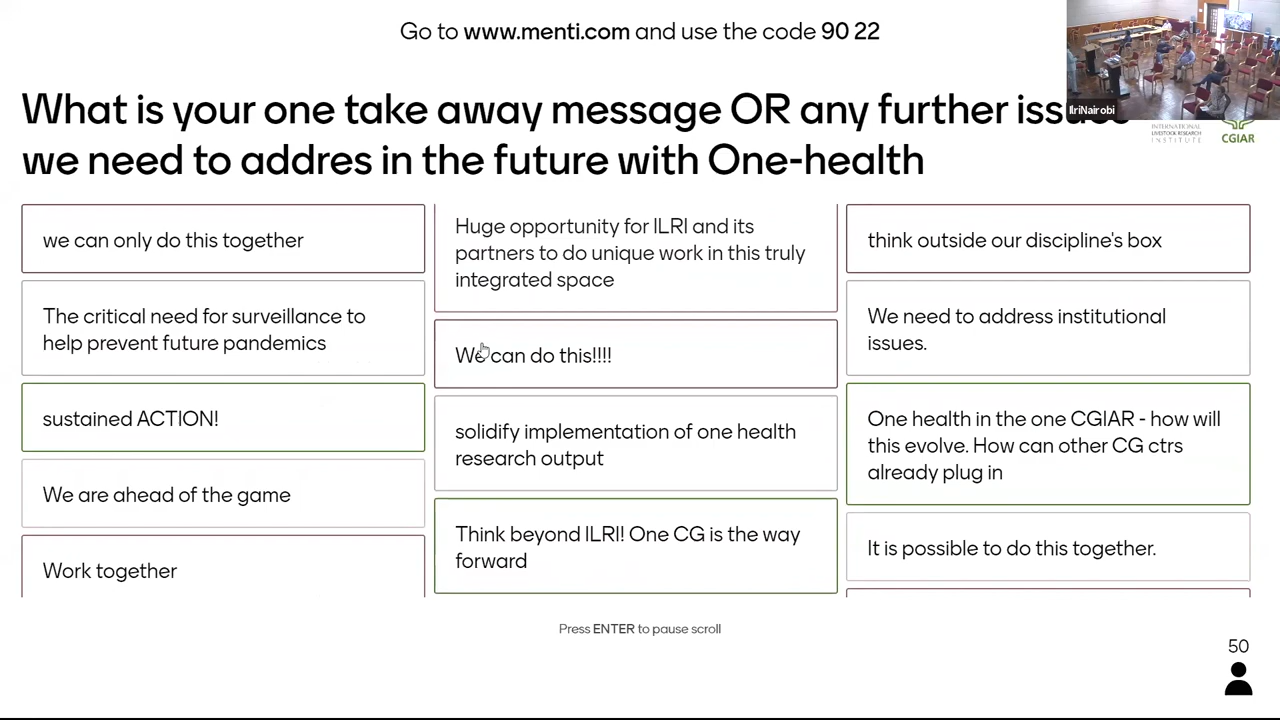 Go to www.menti.com and use the code 90 22
IlriNairobi
What is your one take away message OR any further issues
we need to addres in the future with One-health
INTERNATIONAL
LIVESTOCK RESEARCH
INSTITUTE
CGIAR
we can only do this together
The critical need for surveillance to
help prevent future pandemics
sustained ACTION!
We are ahead of the game
Work together
Huge opportunity for ILRI and its
partners to do unique work in this truly
integrated space
We can do this!!!!
solidify implementation of one health
research output
Think beyond ILRI! One CG is the way
forward
think outside our discipline's box
We need to address institutional
issues.
One health in the one CGIAR - how will
this evolve. How can other CG ctrs
already plug in
It is possible to do this together.
Press ENTER to pause scroll
50